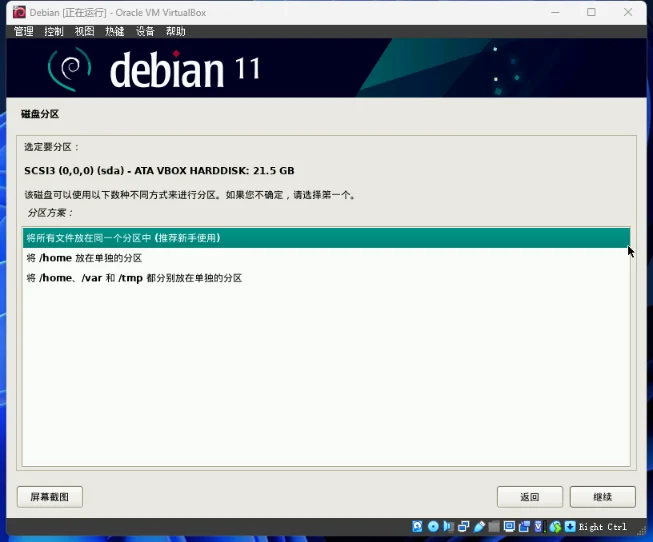 Debian [正在运行] - Oracle VM VirtualBox
管理 控制 视图 热键 设备 帮助
debian 11
磁盘分区
选定要分区：
SCSI3 (0,0,0) (sda) - ATA VBOX HARDDISK: 21.5 GB
该磁盘可以使用以下数种不同方式来进行分区。如果您不确定，请选择第一个。
分区方案：
将所有文件放在同一个分区中 (推荐新手使用)
将 /home 放在单独的分区
将 /home、/var 和 /tmp 都分别放在单独的分区
屏幕截图 返回 继续
Right Ctrl